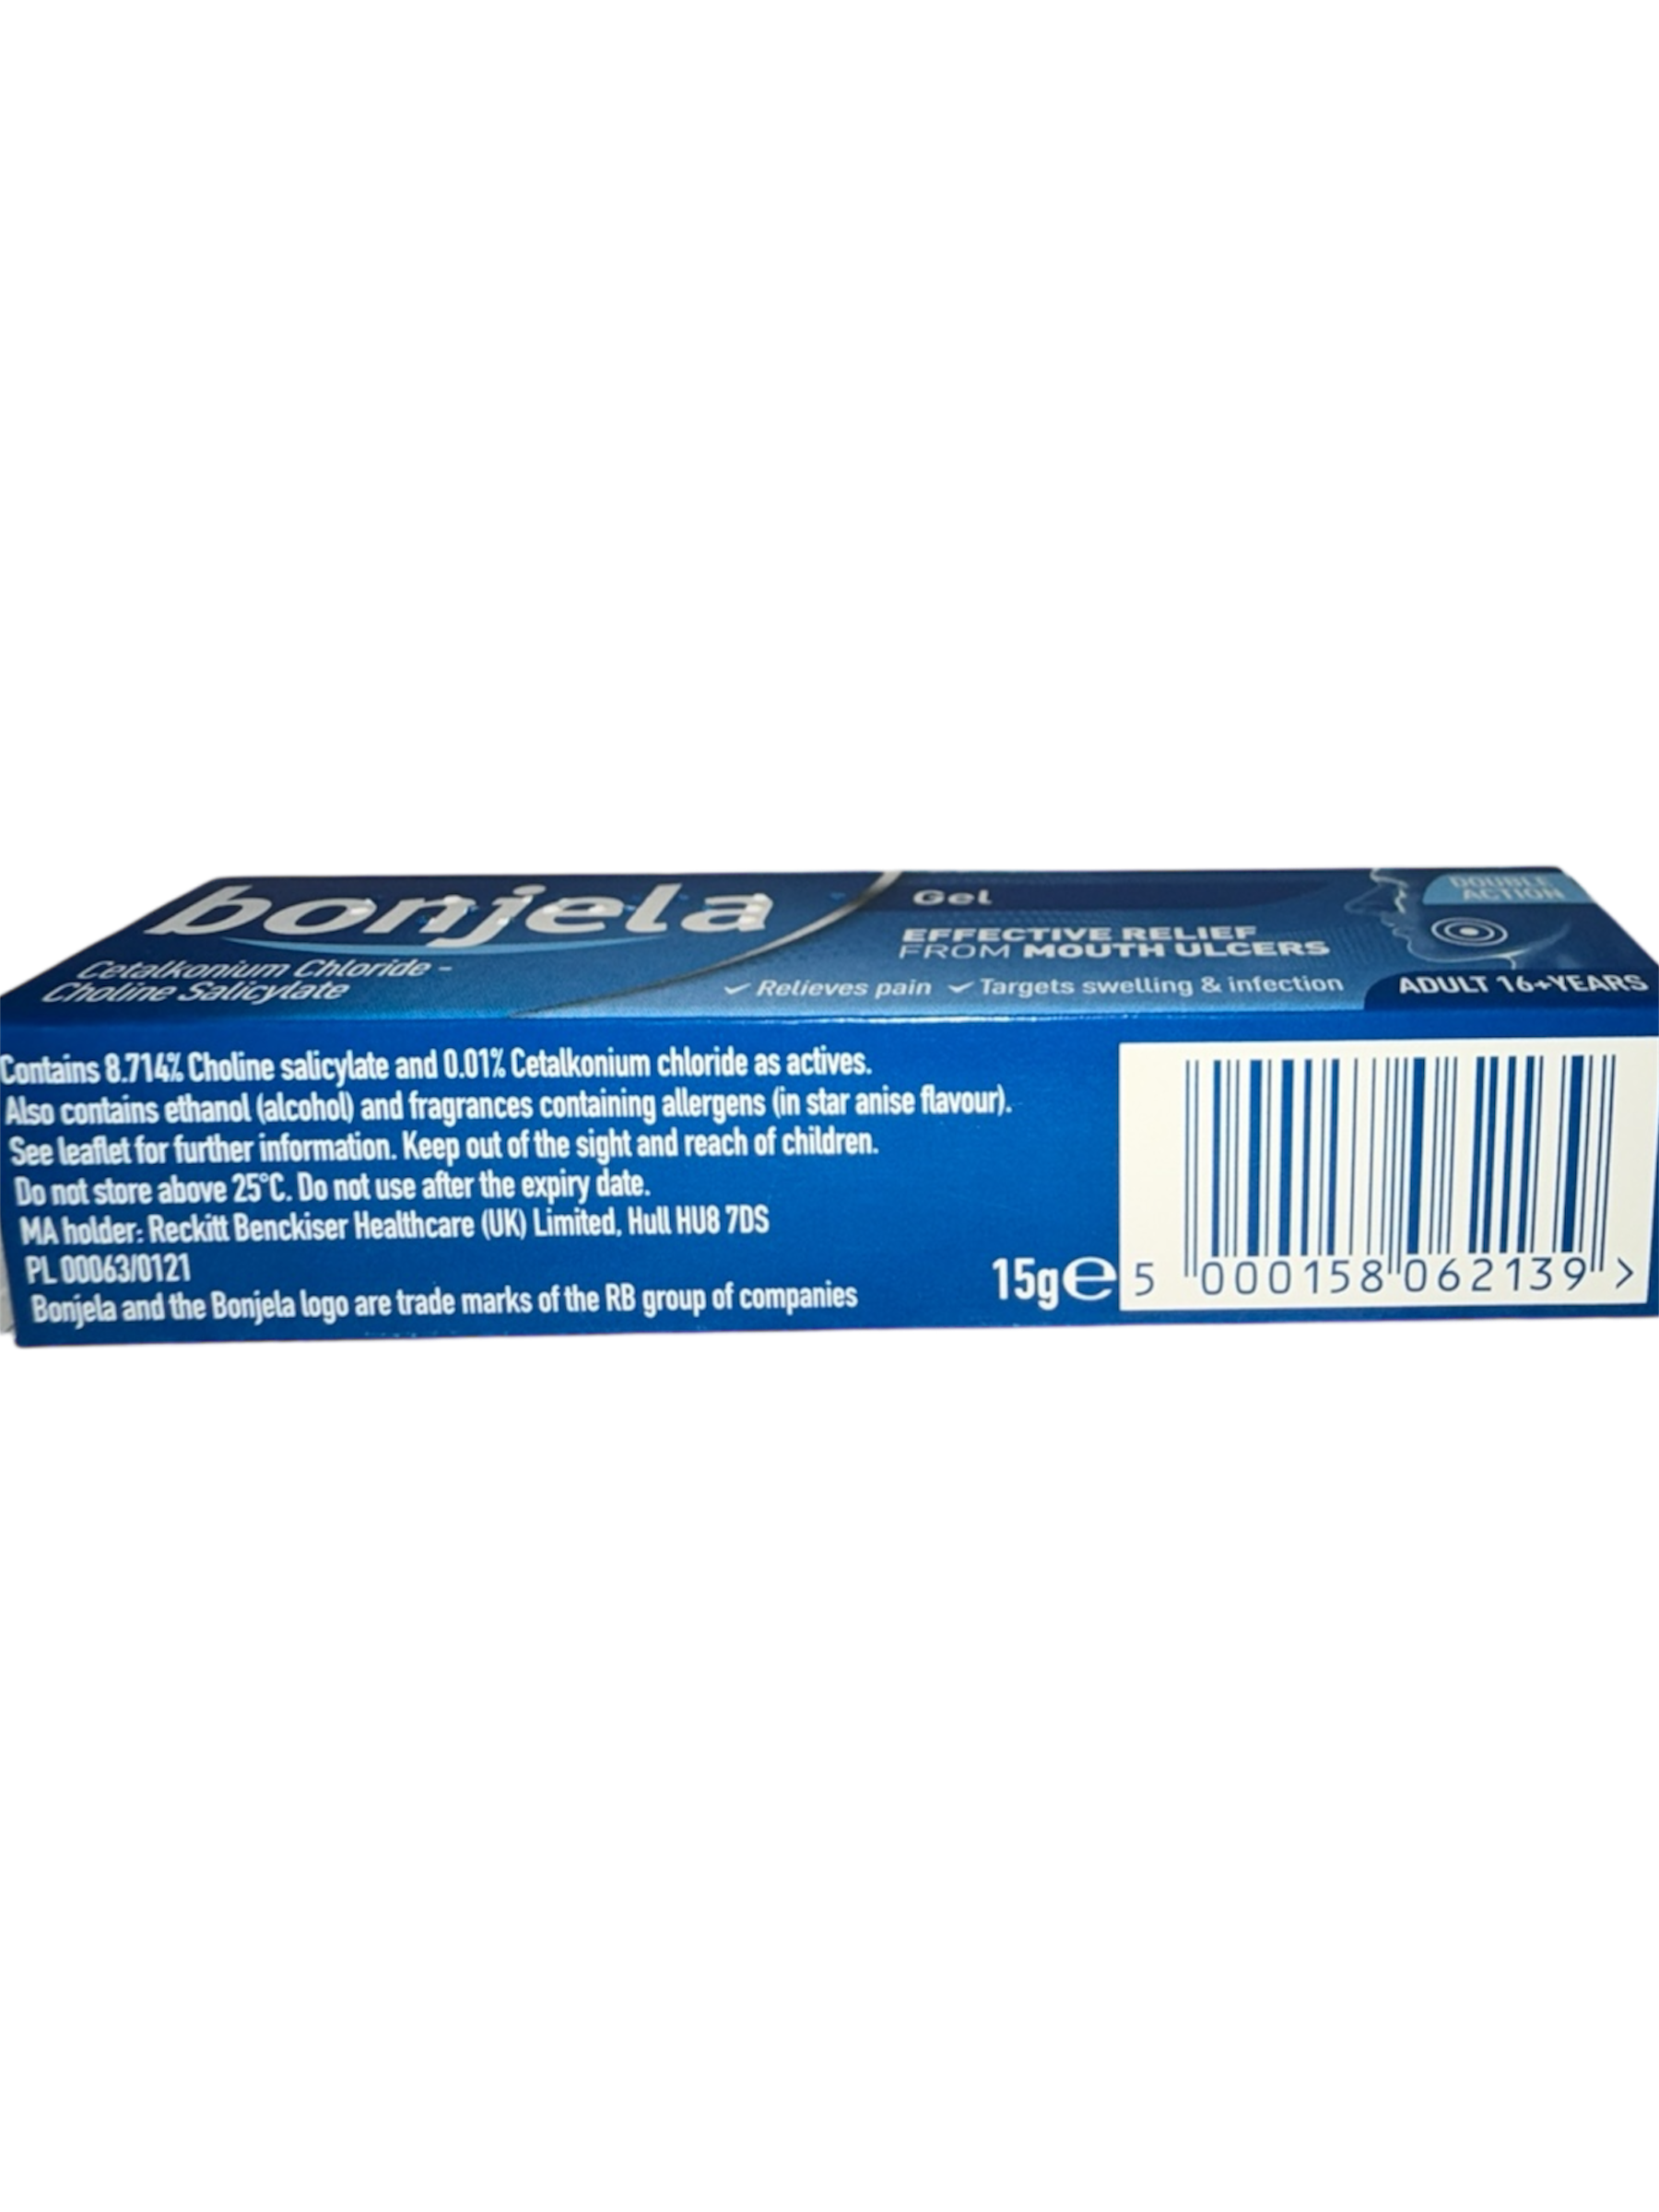 bonjela
Cetalkonium Chloride -
Choline Salicylate
Gel
EFFECTIVE RELIEF
FROM MOUTH ULCERS
✓ Relieves pain ✓ Targets swelling & infection
DOUBLE
ACTION
ADULT 16+YEARS
Contains 8.714% Choline salicylate and 0.01% Cetalkonium chloride as actives.
Also contains ethanol (alcohol) and fragrances containing allergens (in star anise flavour).
See leaflet for further information. Keep out of the sight and reach of children.
Do not store above 25°C. Do not use after the expiry date.
MA holder: Reckitt Benckiser Healthcare (UK) Limited, Hull HU8 7DS
PL 00063/0121
Bonjela and the Bonjela logo are trade marks of the RB group of companies
15g℮
5 000158 062139 >